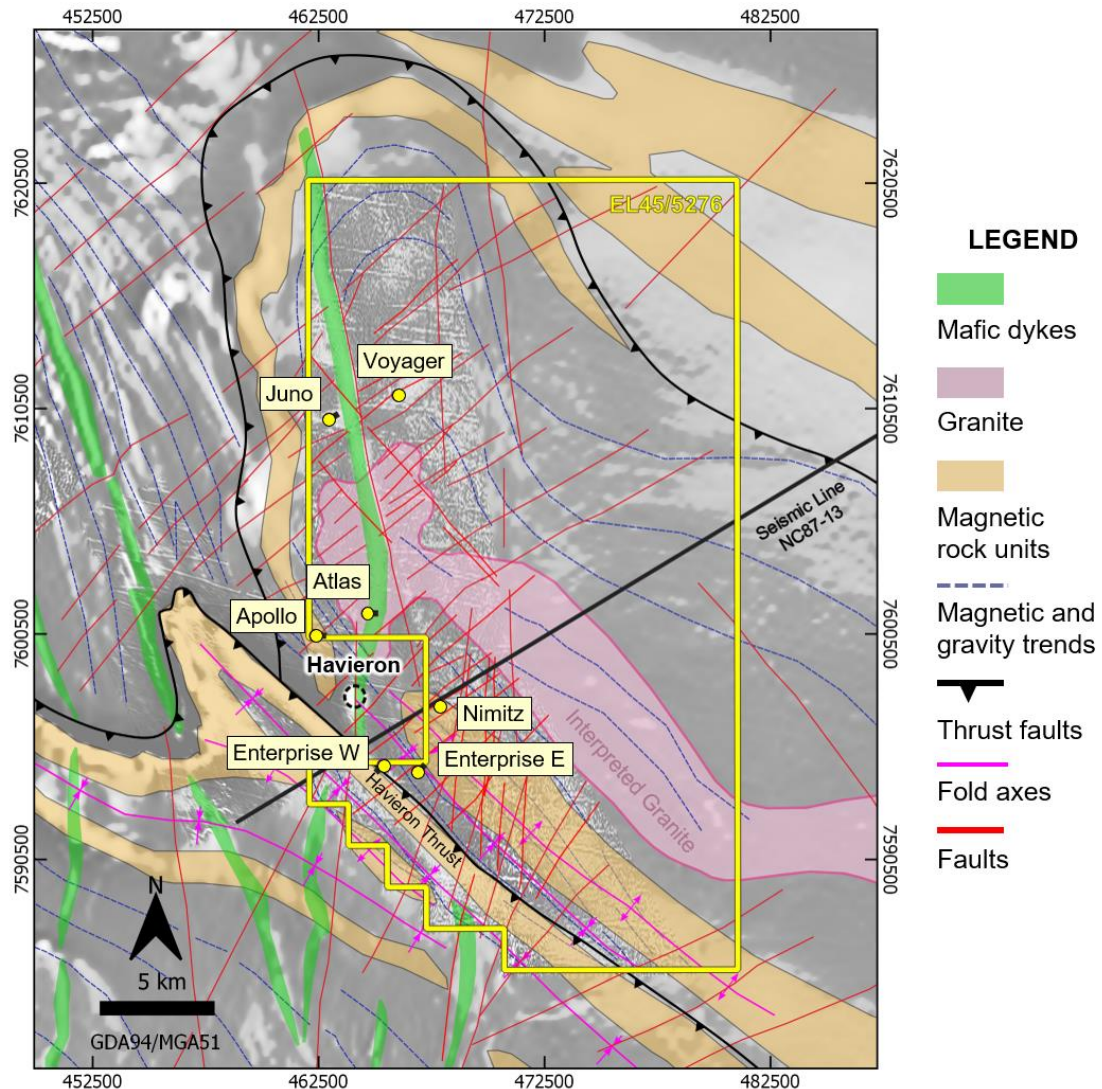 452500
462500
472500
482500
7620500
7620500
EL45/5276
Voyager
Juno
7610500
7610500
Seismic Line
NC87-13
Atlas
Apollo
7600500
7600500
Havieron
Nimitz
Enterprise W
Enterprise E
Interpreted Granite
Havieron Thrust
7590500
7590500
N
5 km
GDA94/MGA51
452500
462500
472500
482500
LEGEND
Mafic dykes
Granite
Magnetic
rock units
Magnetic and
gravity trends
Thrust faults
Fold axes
Faults